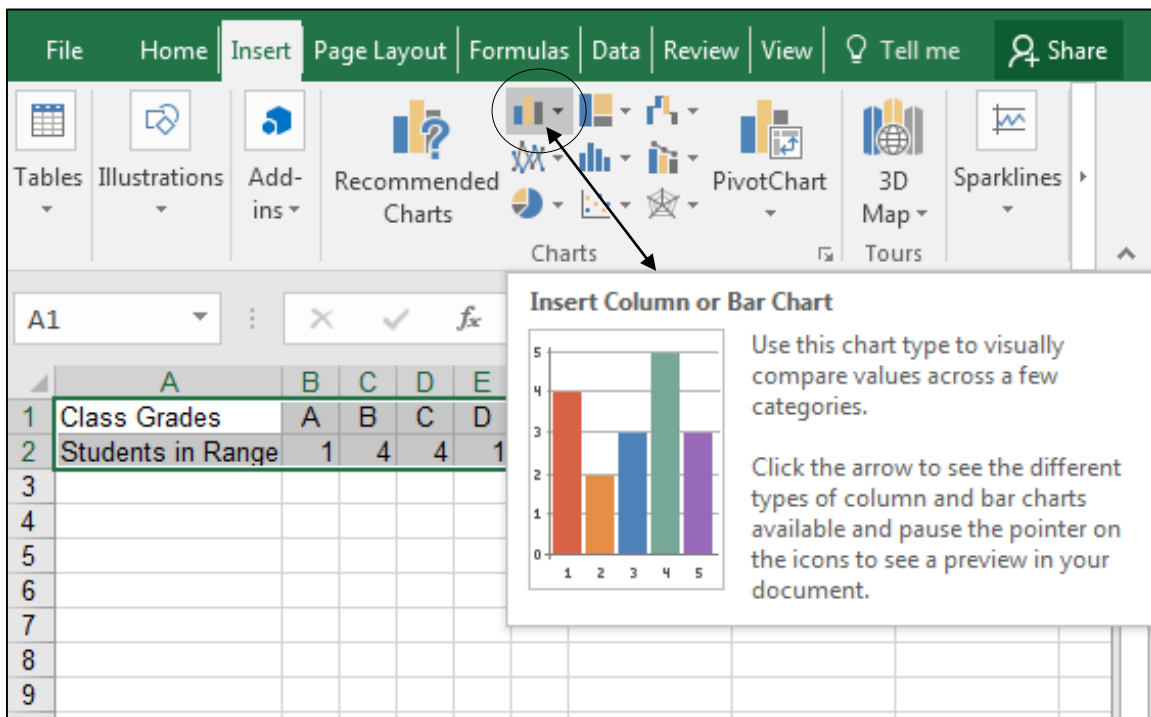 File Home Insert Page Layout Formulas Data Review View Tell me Share
Tables Illustrations Add-ins Recommended Charts PivotChart 3D Map Sparklines
Charts Tours
A1 fx
Insert Column or Bar Chart
5
4
3
2
1
0
1 2 3 4 5
Use this chart type to visually
compare values across a few
categories.
Click the arrow to see the different
types of column and bar charts
available and pause the pointer on
the icons to see a preview in your
document.
A B C D E
1 Class Grades A B C D
2 Students in Range 1 4 4 1
3
4
5
6
7
8
9